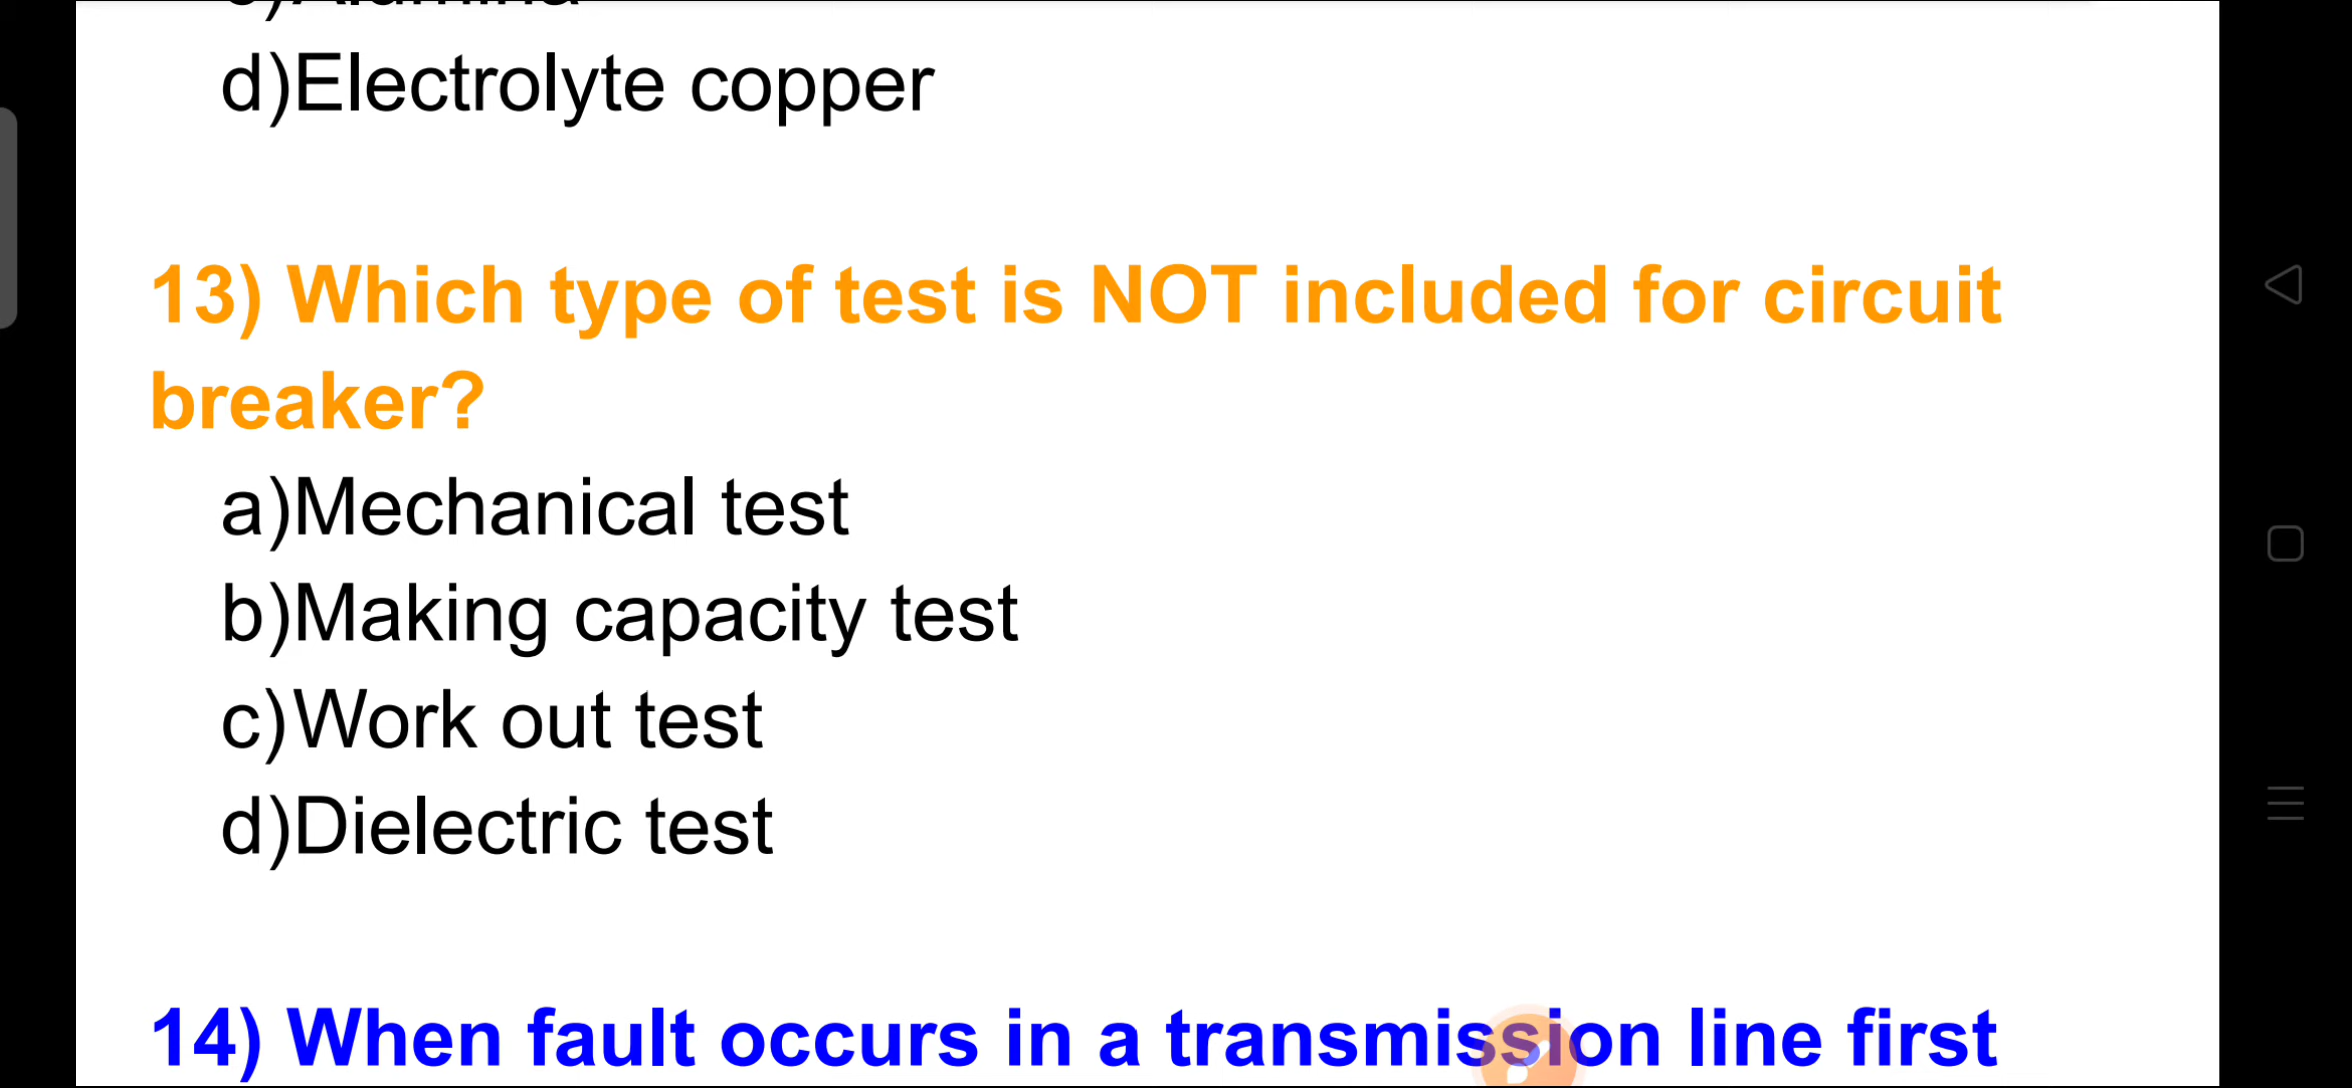 d)Electrolyte copper
13) Which type of test is NOT included for circuit
breaker?
a)Mechanical test
b)Making capacity test
c)Work out test
d)Dielectric test
14) When fault occurs in a transmission line first